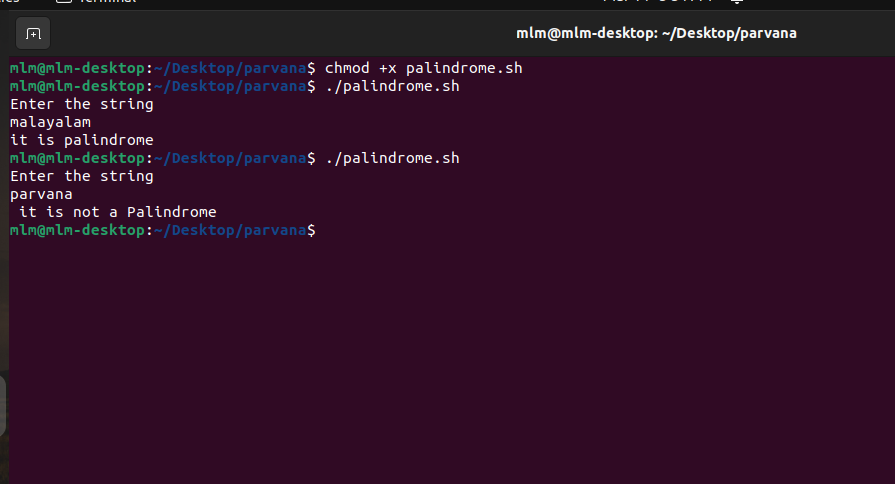 Terminal
mlm@mlm-desktop: ~/Desktop/parvana
mlm@mlm-desktop:~/Desktop/parvana$ chmod +x palindrome.sh
mlm@mlm-desktop:~/Desktop/parvana$ ./palindrome.sh
Enter the string
malayalam
it is palindrome
mlm@mlm-desktop:~/Desktop/parvana$ ./palindrome.sh
Enter the string
parvana
 it is not a Palindrome
mlm@mlm-desktop:~/Desktop/parvana$